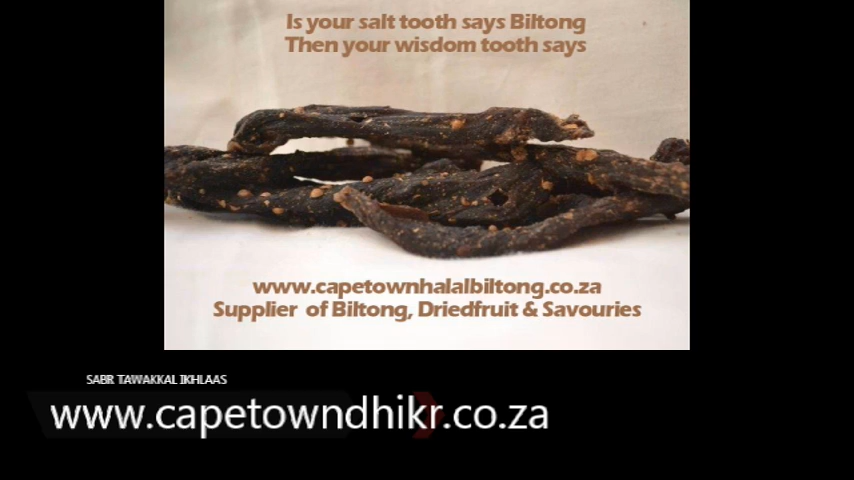 Is your salt tooth says Biltong
Then your wisdom tooth says
www.capetownhalalbiltong.co.za
Supplier of Biltong, Driedfruit & Savouries
SABR TAWAKKAL IKHLAAS
www.capetowndhikr.co.za